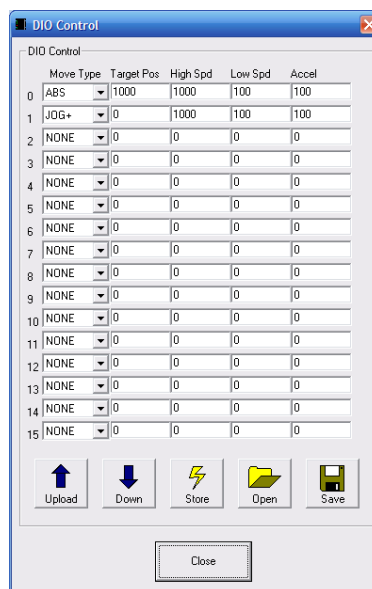 DIO Control
DIO Control
Move Type Target Pos High Spd Low Spd Accel
0 ABS 1000 1000 100 100
1 JOG+ 0 1000 100 100
2 NONE 0 0 0 0
3 NONE 0 0 0 0
4 NONE 0 0 0 0
5 NONE 0 0 0 0
6 NONE 0 0 0 0
7 NONE 0 0 0 0
8 NONE 0 0 0 0
9 NONE 0 0 0 0
10 NONE 0 0 0 0
11 NONE 0 0 0 0
12 NONE 0 0 0 0
13 NONE 0 0 0 0
14 NONE 0 0 0 0
15 NONE 0 0 0 0
Upload Down Store Open Save
Close